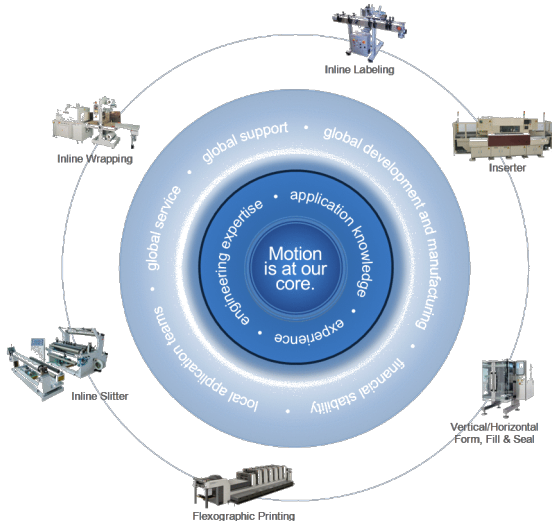 Inline Labeling
Inserter
Inline Wrapping
global support • global development and manufacturing • financial stability • local application teams • global service •
application knowledge • experience • engineering expertise •
Motion
is at our
core.
Inline Slitter
Vertical/Horizontal
Form, Fill & Seal
Flexographic Printing